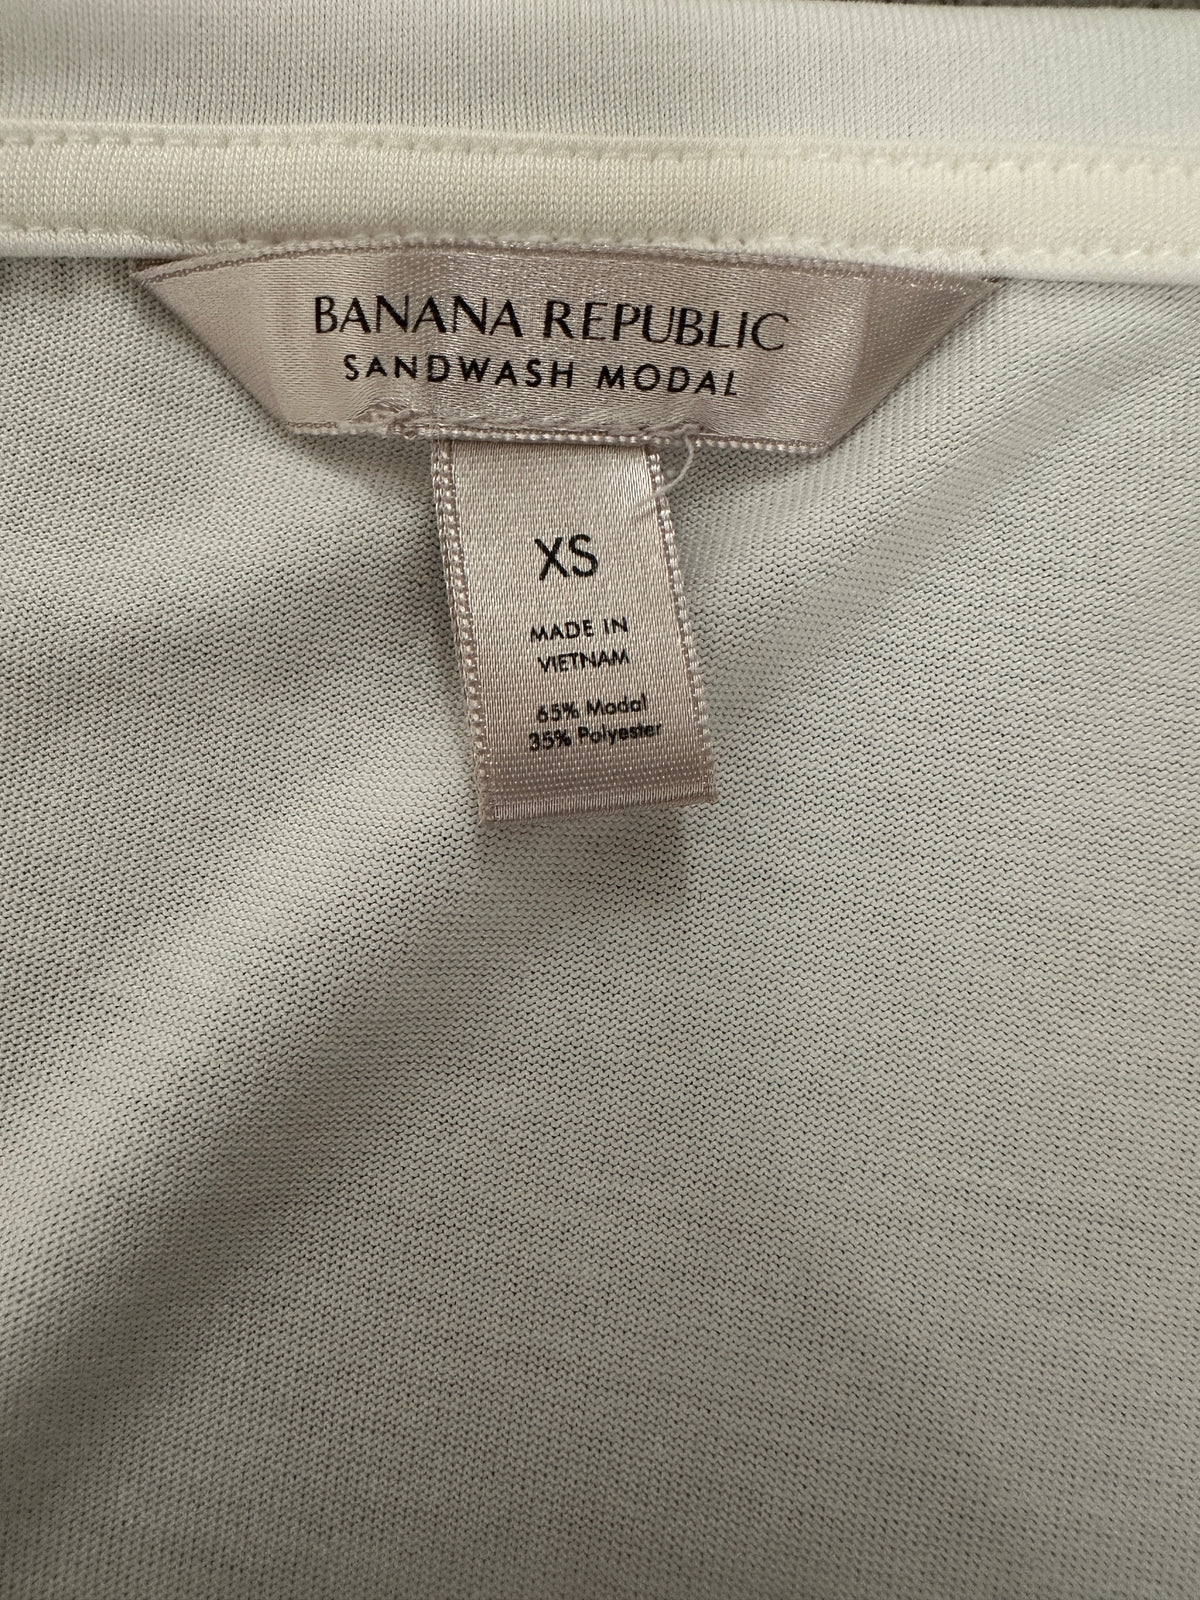 BANANA REPUBLIC
SANDWASH MODAL
XS
MADE IN
VIETNAM
65% Modal
35% Polyester